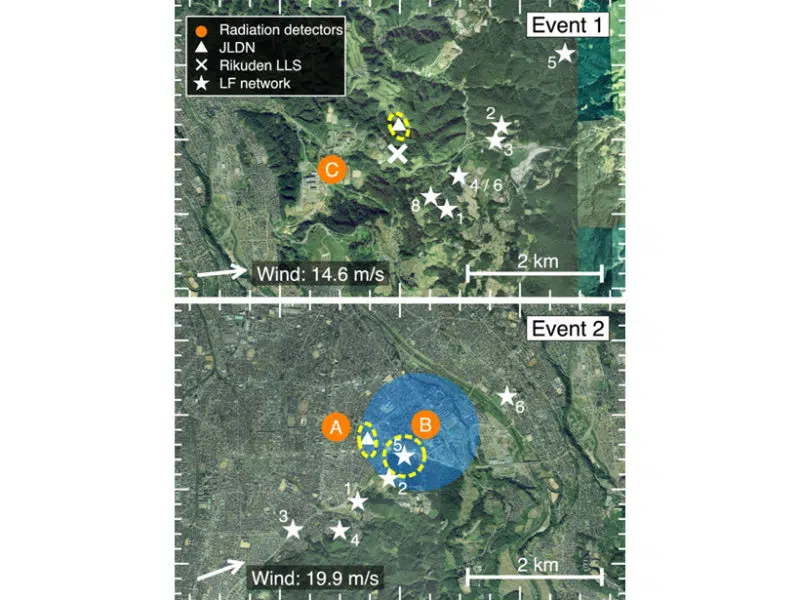 Event 1
Radiation detectors
JLDN
Rikuden LLS
LF network
5
2
3
C
4 / 6
8
1
2 km
Wind: 14.6 m/s
Event 2
6
A
B
5
2
1
3
4
2 km
Wind: 19.9 m/s